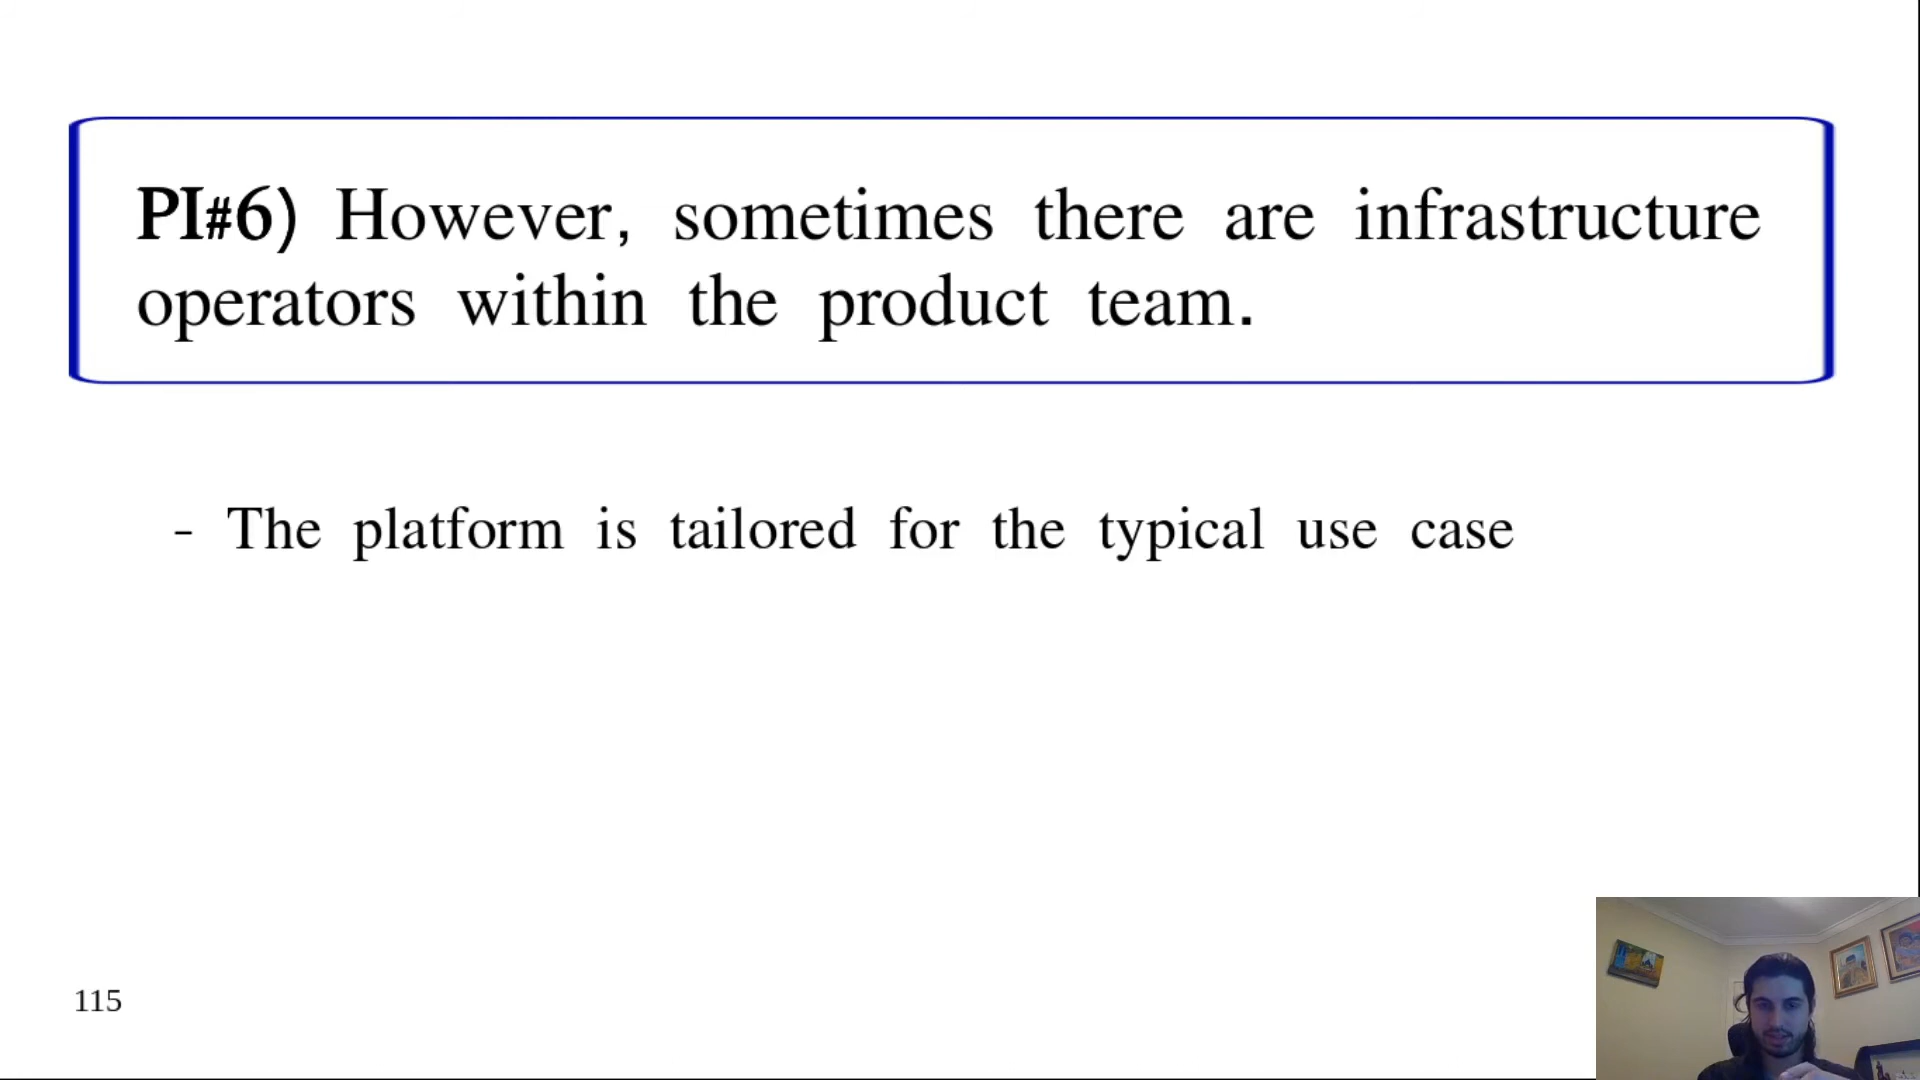 PI#6) However, sometimes there are infrastructure
operators within the product team.
- The platform is tailored for the typical use case
115